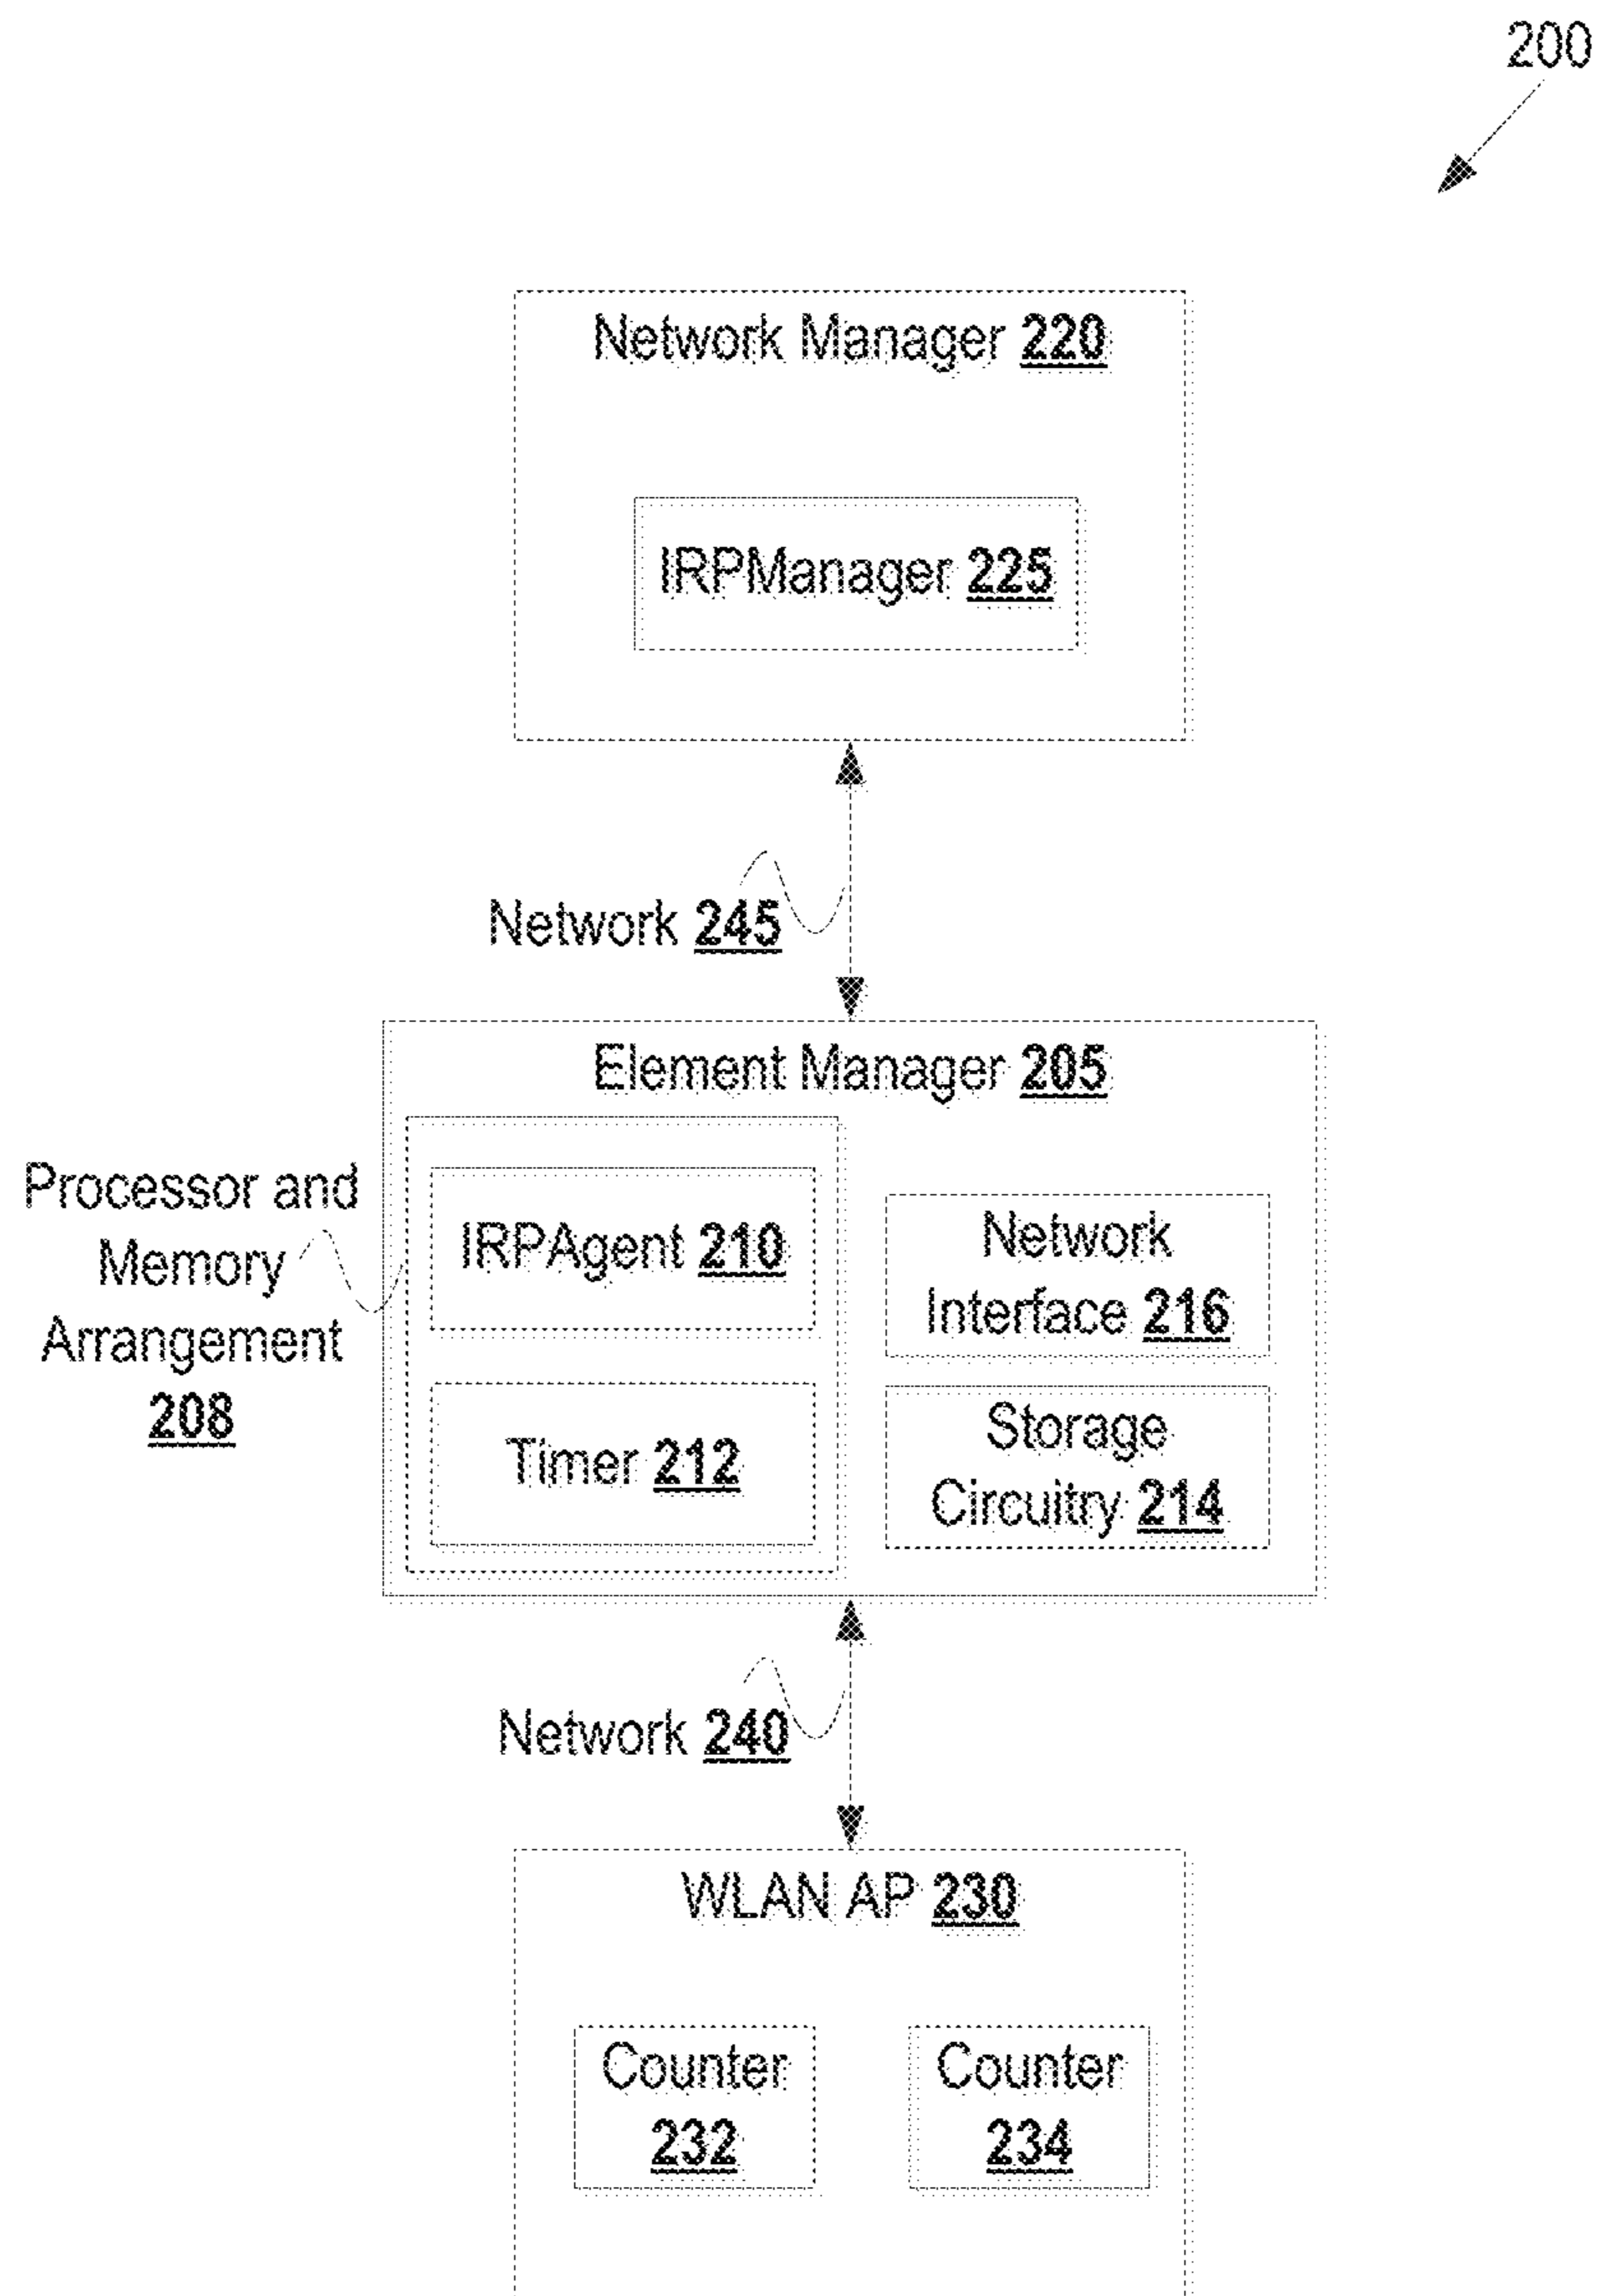 200
Network Manager 220
IRPManager 225
Network 245
Element Manager 205
Processor and
Memory
Arrangement
208
IRPAgent 210
Timer 212
Network
Interface 216
Storage
Circuitry 214
Network 240
WLAN AP 230
Counter
232
Counter
234